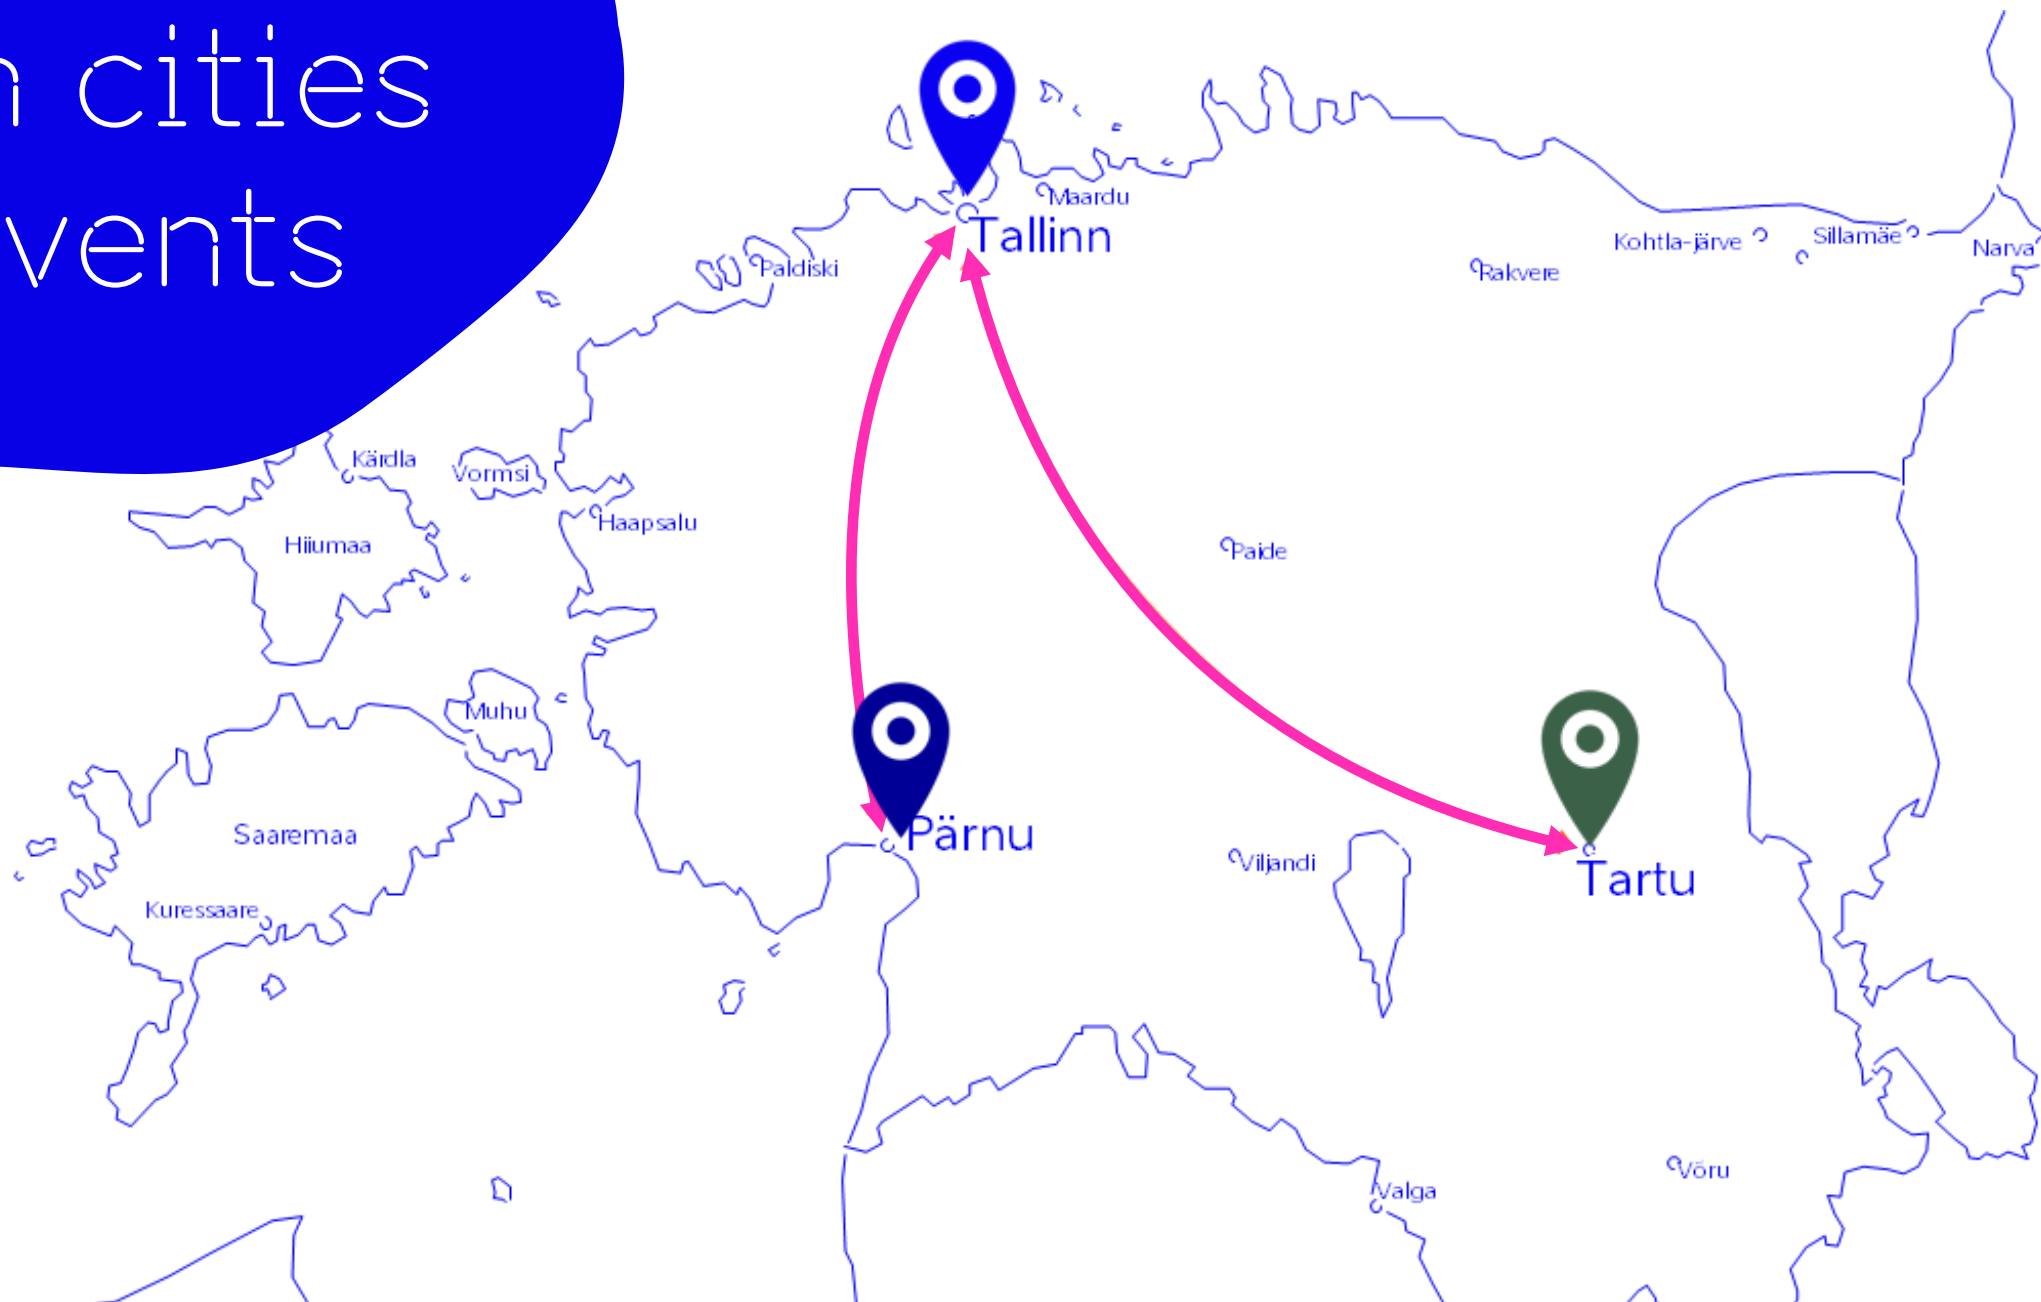 cities
vents
Maardu
Tallinn
Paldiski
Kohtla-järve
Sillamäe
Narva
Rakvere
Kärdla
Vormsi
Haapsalu
Hiiumaa
Paide
Muhu
Saaremaa
Pärnu
Viljandi
Tartu
Kuressaare
Võru
Valga